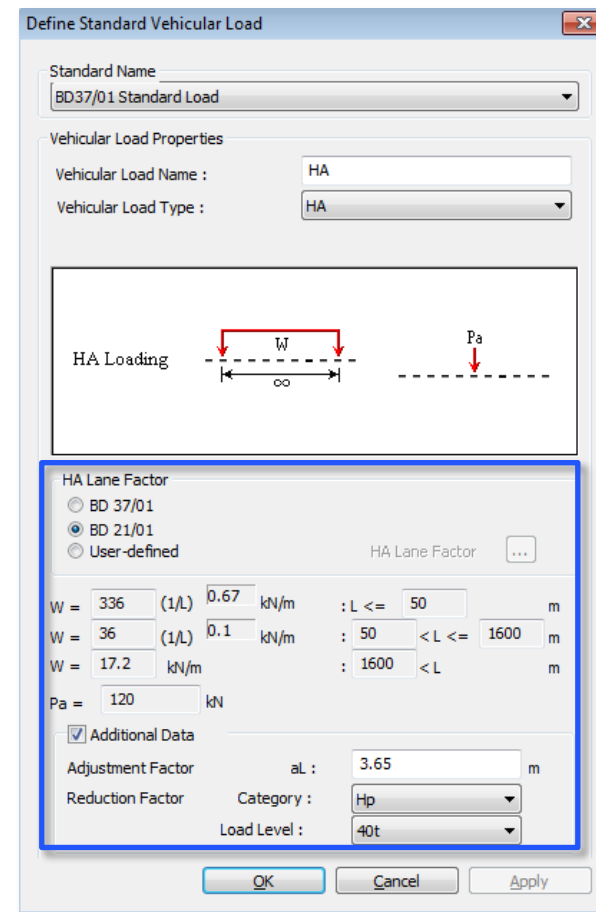 Define Standard Vehicular Load
Standard Name
BD37/01 Standard Load
Vehicular Load Properties
Vehicular Load Name :
HA
Vehicular Load Type :
HA
HA Loading
W
∞
Pa
HA Lane Factor
BD 37/01
BD 21/01
User-defined
HA Lane Factor
...
W = 336 (1/L) 0.67 kN/m : L <= 50 m
W = 36 (1/L) 0.1 kN/m : 50 < L <= 1600 m
W = 17.2 kN/m : 1600 < L m
Pa = 120 kN
Additional Data
Adjustment Factor aL : 3.65 m
Reduction Factor Category : Hp
Load Level : 40t
OK Cancel Apply